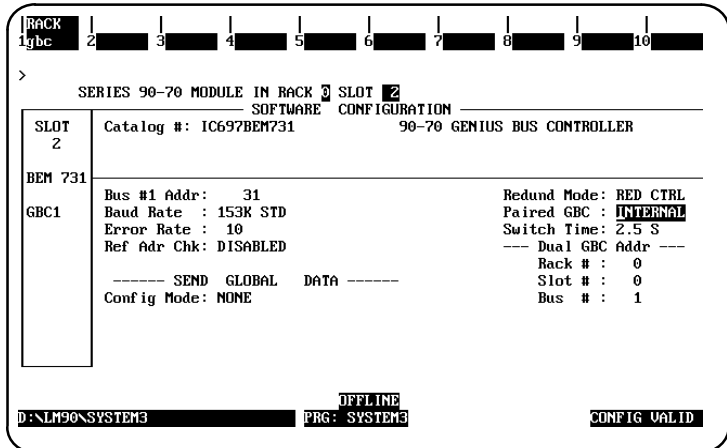 RACK
1gbc 2 3 4 5 6 7 8 9 10
>
SERIES 90-70 MODULE IN RACK 0 SLOT 2
SOFTWARE CONFIGURATION
SLOT Catalog #: IC697BEM731 90-70 GENIUS BUS CONTROLLER
2
BEM 731
Bus #1 Addr: 31 Redund Mode: RED CTRL
GBC1 Baud Rate : 153K STD Paired GBC : INTERNAL
Error Rate : 10 Switch Time: 2.5 S
Ref Adr Chk: DISABLED --- Dual GBC Addr ---
Rack # : 0
------ SEND GLOBAL DATA ------ Slot # : 0
Config Mode: NONE Bus # : 1
OFFLINE
D:\LM90\SYSTEM3 PRG: SYSTEM3 CONFIG VALID